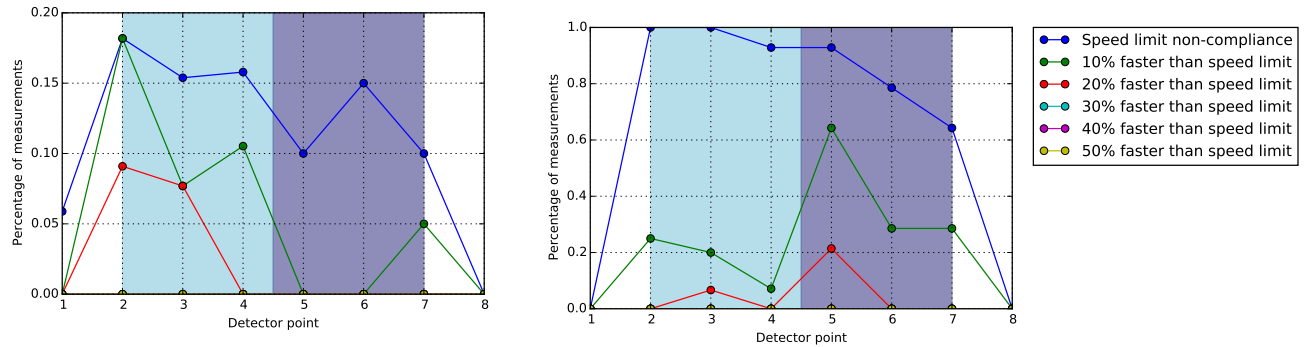 0.20
0.15
0.10
0.05
0.00
Percentage of measurements
1 2 3 4 5 6 7 8
Detector point
1.0
0.8
0.6
0.4
0.2
0.0
Percentage of measurements
1 2 3 4 5 6 7 8
Detector point
Speed limit non-compliance
10% faster than speed limit
20% faster than speed limit
30% faster than speed limit
40% faster than speed limit
50% faster than speed limit